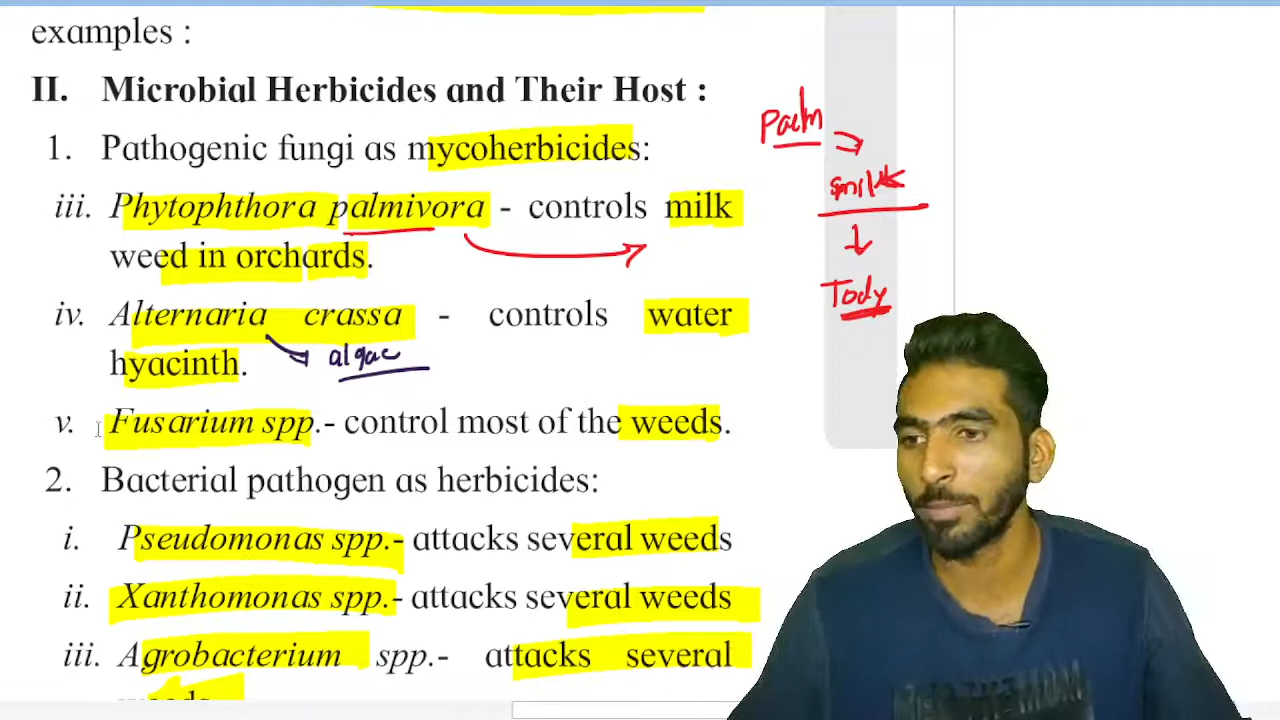 examples :
II. Microbial Herbicides and Their Host :
1. Pathogenic fungi as mycoherbicides:
iii. Phytophthora palmivora - controls milk
weed in orchards.
iv. Alternaria crassa - controls water
hyacinth.
algae
v. Fusarium spp.- control most of the weeds.
2. Bacterial pathogen as herbicides:
i. Pseudomonas spp.- attacks several weeds
ii. Xanthomonas spp.- attacks several weeds
iii. Agrobacterium spp.- attacks several
weeds
Palm
milk
Tody